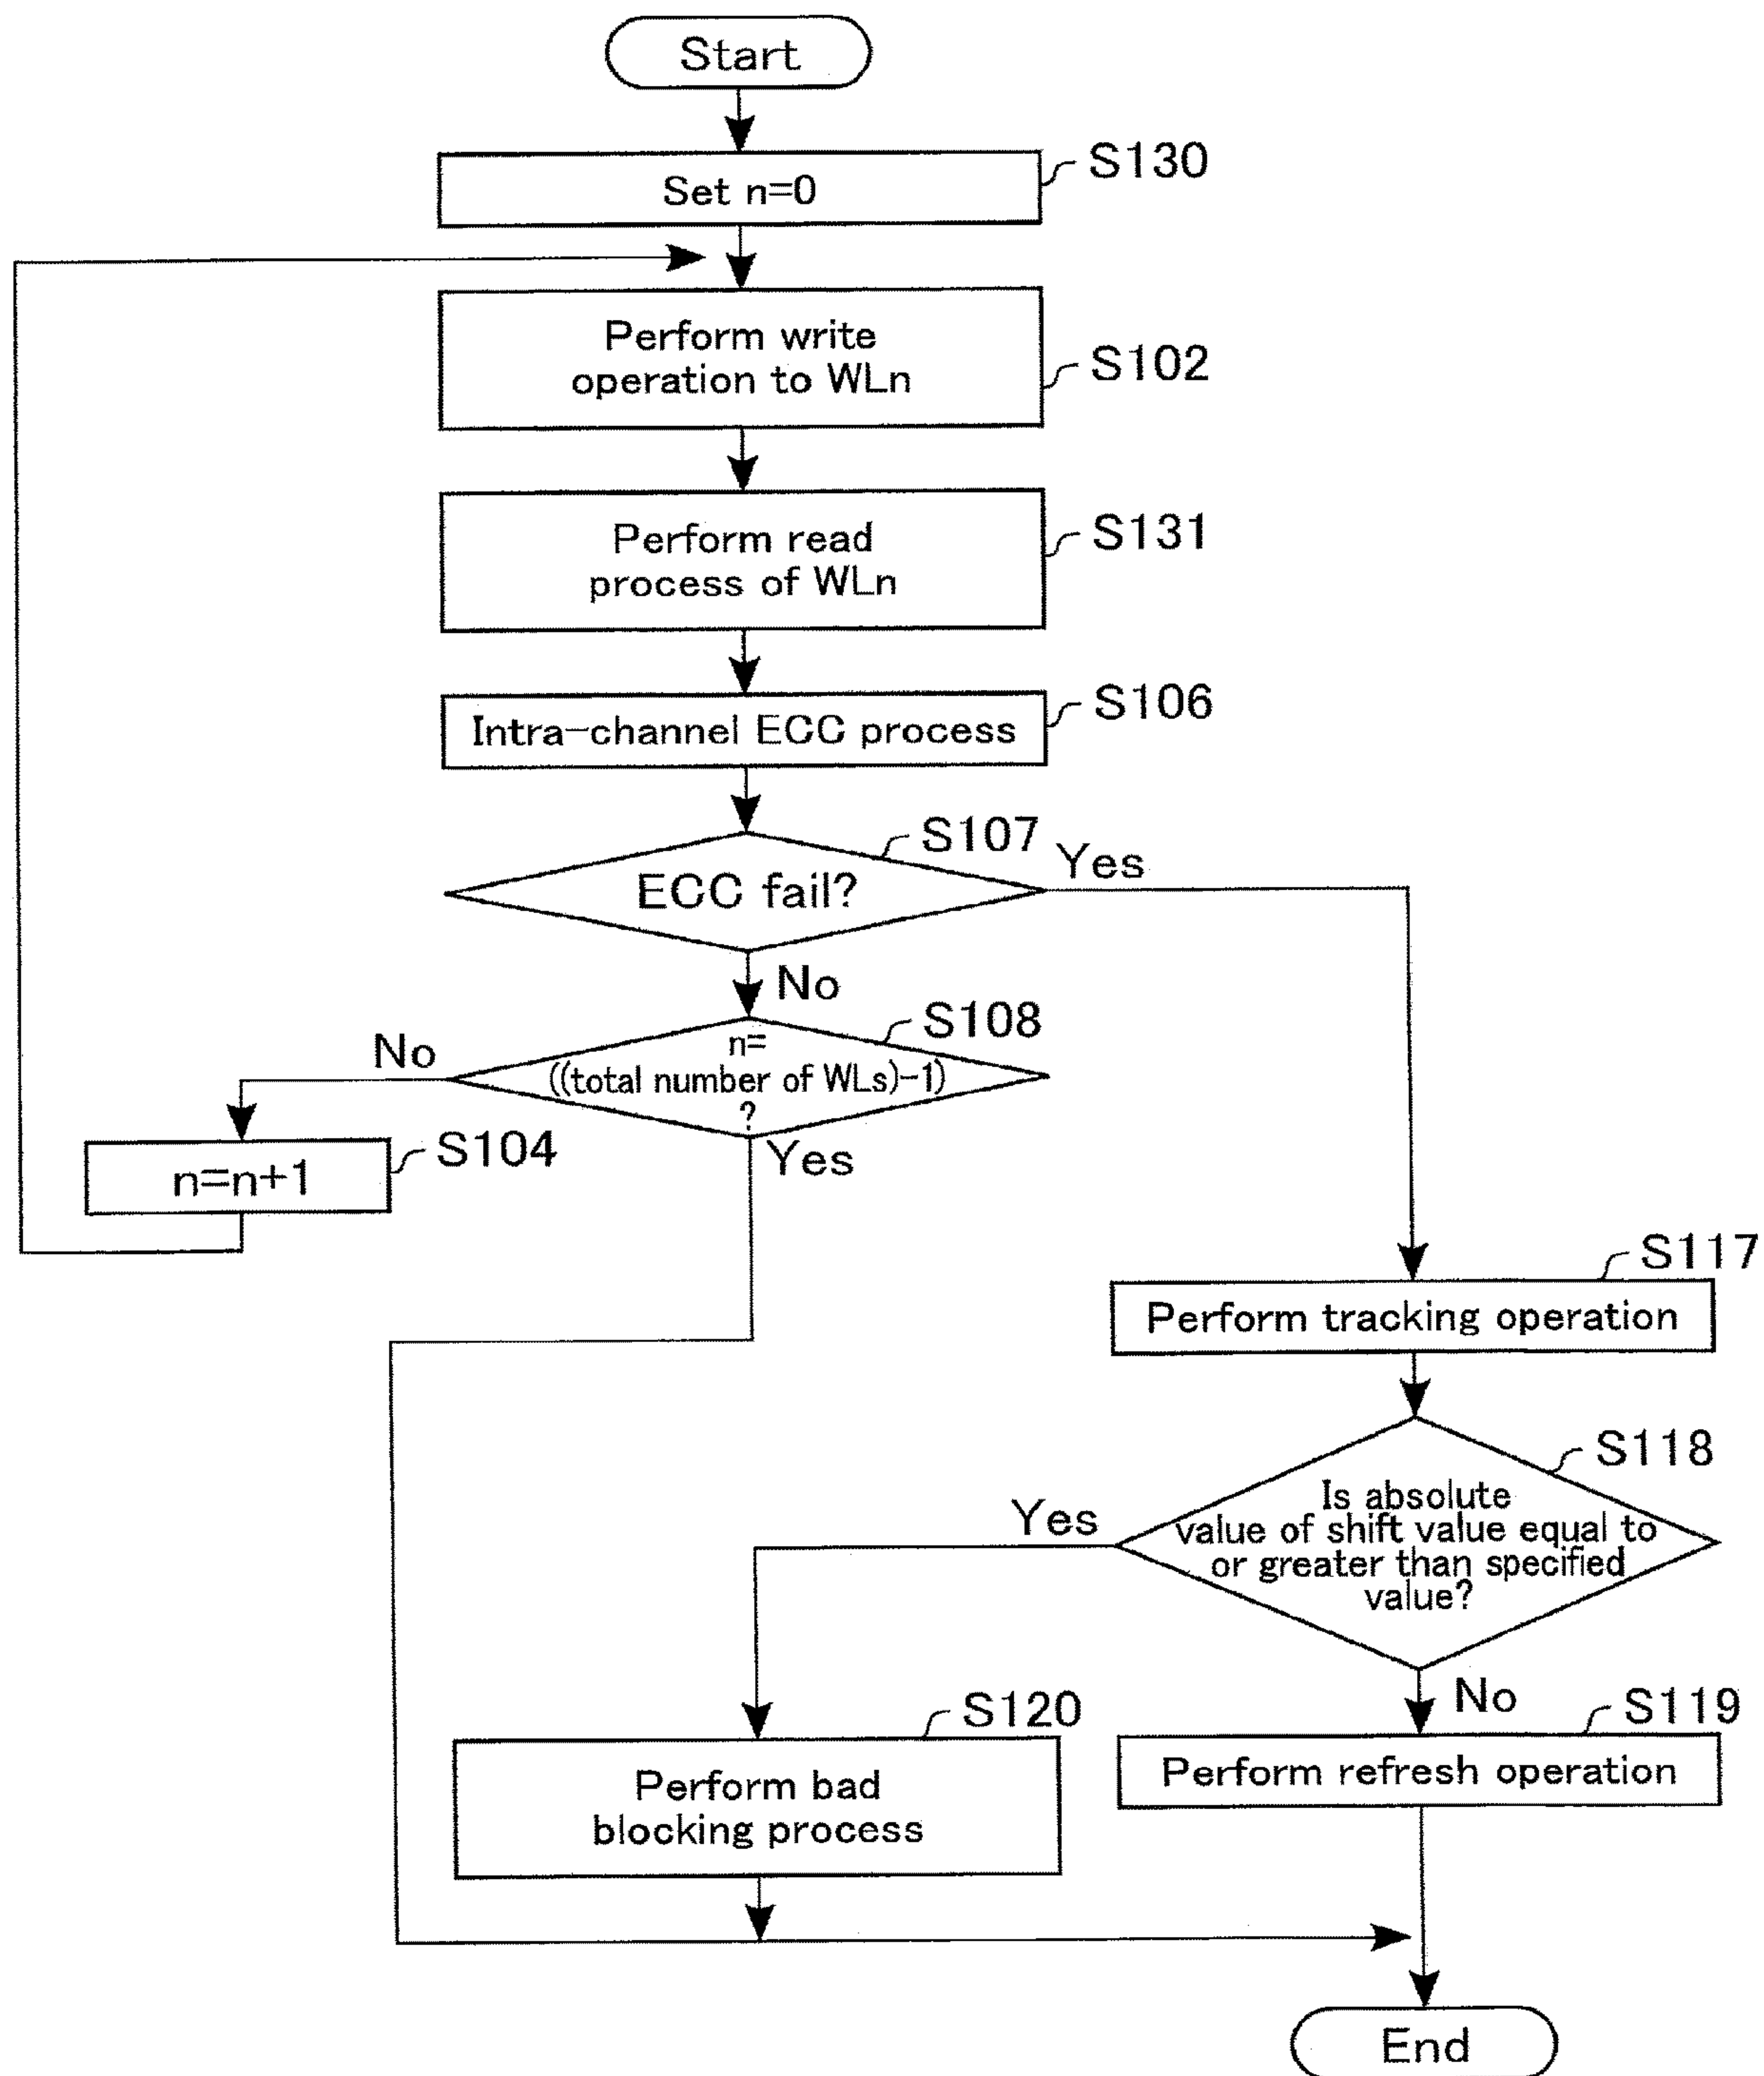 Start
S130
Set n=0
Perform write
operation to WLn
S102
Perform read
process of WLn
S131
S106
Intra-channel ECC process
S107
ECC fail?
Yes
No
S108
No
n=
((total number of WLs)-1)
?
Yes
S104
n=n+1
S117
Perform tracking operation
S118
Is absolute
value of shift value equal to
or greater than specified
value?
Yes
No
S120
Perform bad
blocking process
S119
Perform refresh operation
End